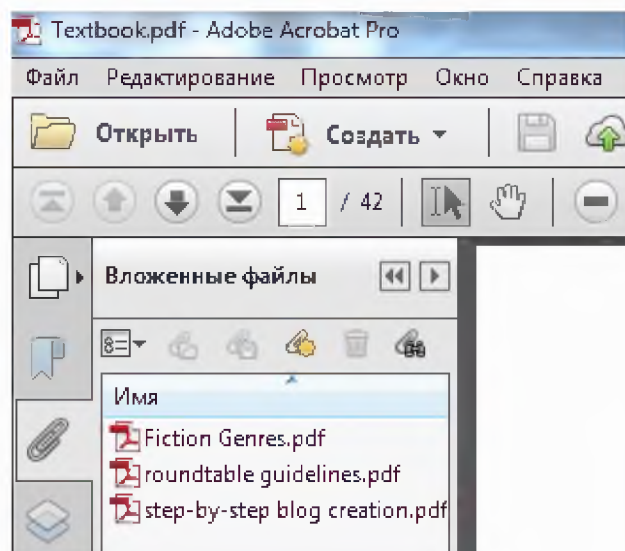 Textbook.pdf - Adobe Acrobat Pro
Файл Редактирование Просмотр Окно Справка
Открыть Создать
1 / 42
Вложенные файлы
Имя
Fiction Genres.pdf
roundtable guidelines.pdf
step-by-step blog creation.pdf